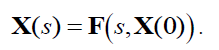 X(s) = F(s, X(0)).